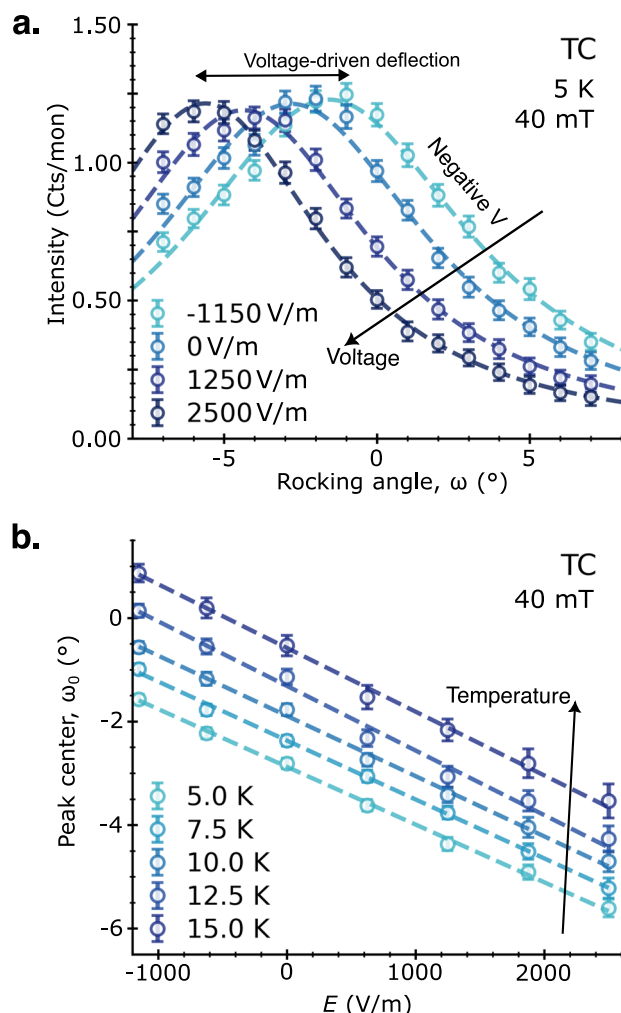 a.
1.50
1.00
0.50
0.00
Intensity (Cts/mon)
Voltage-driven deflection
TC
5 K
40 mT
Negative V
Voltage
-1150 V/m
0 V/m
1250 V/m
2500 V/m
-5
0
5
Rocking angle, ω (°)
b.
0
-2
-4
-6
Peak center, ω₀ (°)
TC
40 mT
Temperature
5.0 K
7.5 K
10.0 K
12.5 K
15.0 K
-1000
0
1000
2000
E (V/m)